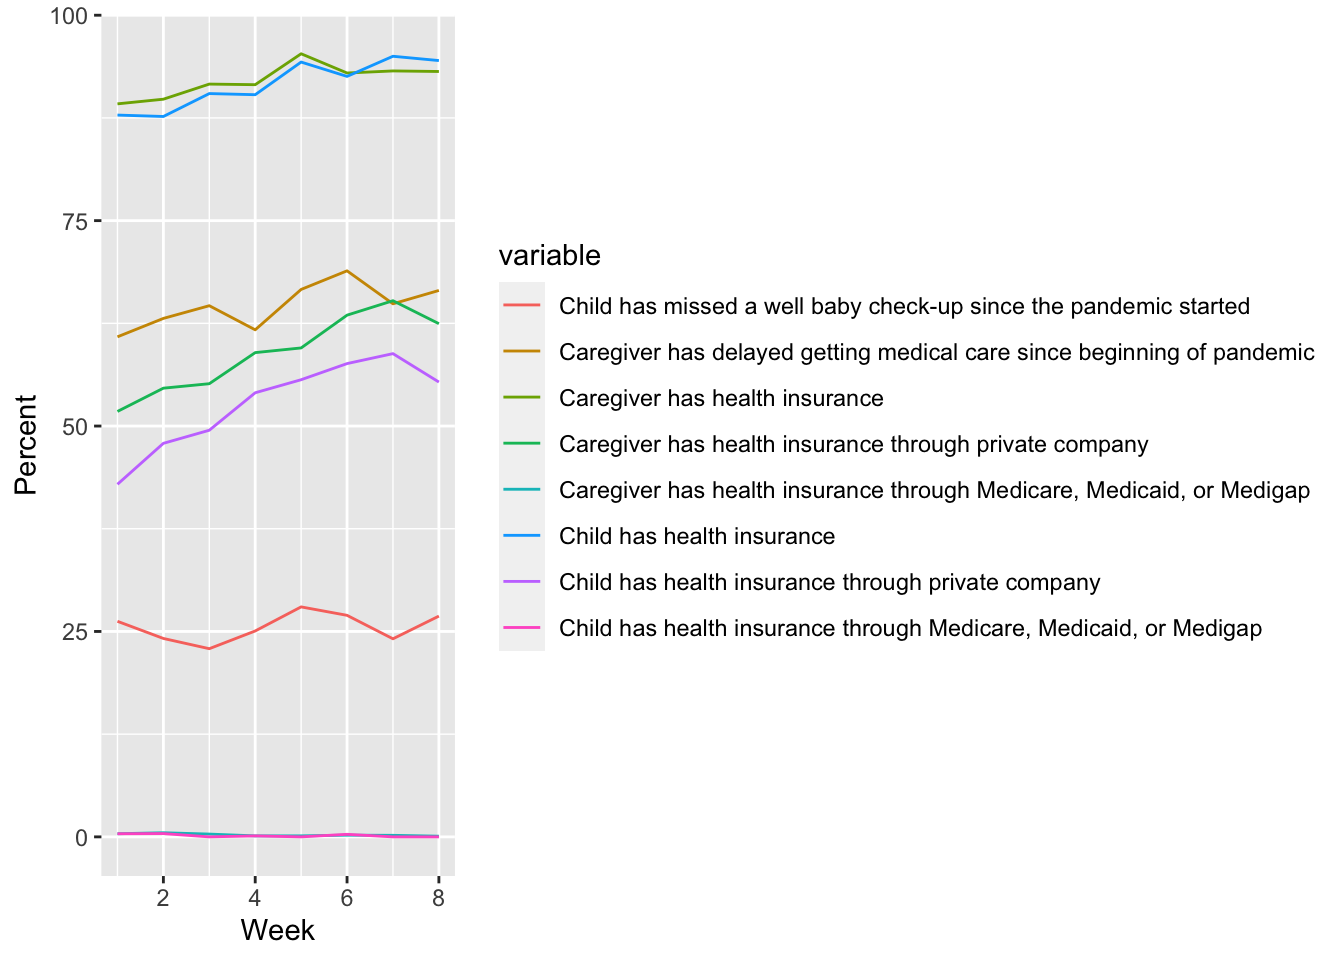 100
75
50
25
0
Percent
2 4 6 8
Week
variable
Child has missed a well baby check-up since the pandemic started
Caregiver has delayed getting medical care since beginning of pandemic
Caregiver has health insurance
Caregiver has health insurance through private company
Caregiver has health insurance through Medicare, Medicaid, or Medigap
Child has health insurance
Child has health insurance through private company
Child has health insurance through Medicare, Medicaid, or Medigap